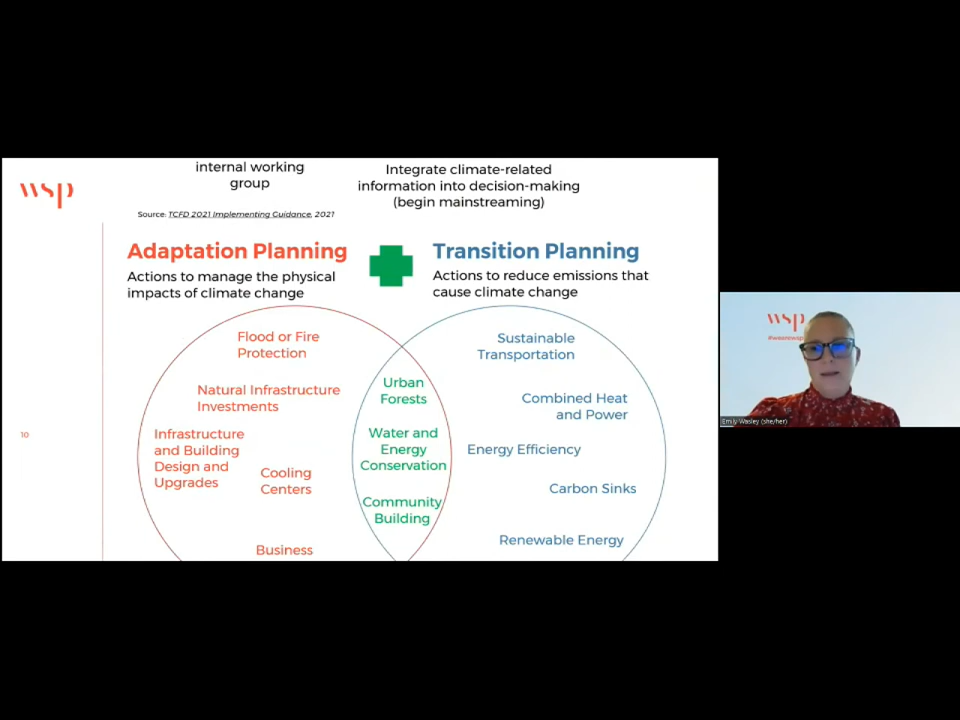 internal working
group
Integrate climate-related
information into decision-making
(begin mainstreaming)
wsp
Source: TCFD 2021 Implementing Guidance, 2021
Adaptation Planning
Actions to manage the physical
impacts of climate change
Transition Planning
Actions to reduce emissions that
cause climate change
Flood or Fire
Protection
Natural Infrastructure
Investments
Infrastructure
and Building
Design and
Upgrades
Cooling
Centers
Business
Urban
Forests
Water and
Energy
Conservation
Community
Building
Sustainable
Transportation
Combined Heat
and Power
Energy Efficiency
Carbon Sinks
Renewable Energy
10
wsp
Emily Wasley (she/her)